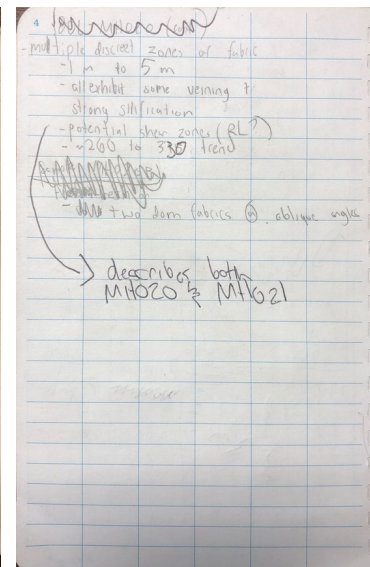 4
- multiple discreet zones of fabric
- 1 m to 5 m
- all exhibit some veining +
strong silification
- potential shear zones (RL?)
- ~260 to 330 trend
- two dom fabrics @ oblique angles
describes both
MH020 & MH021